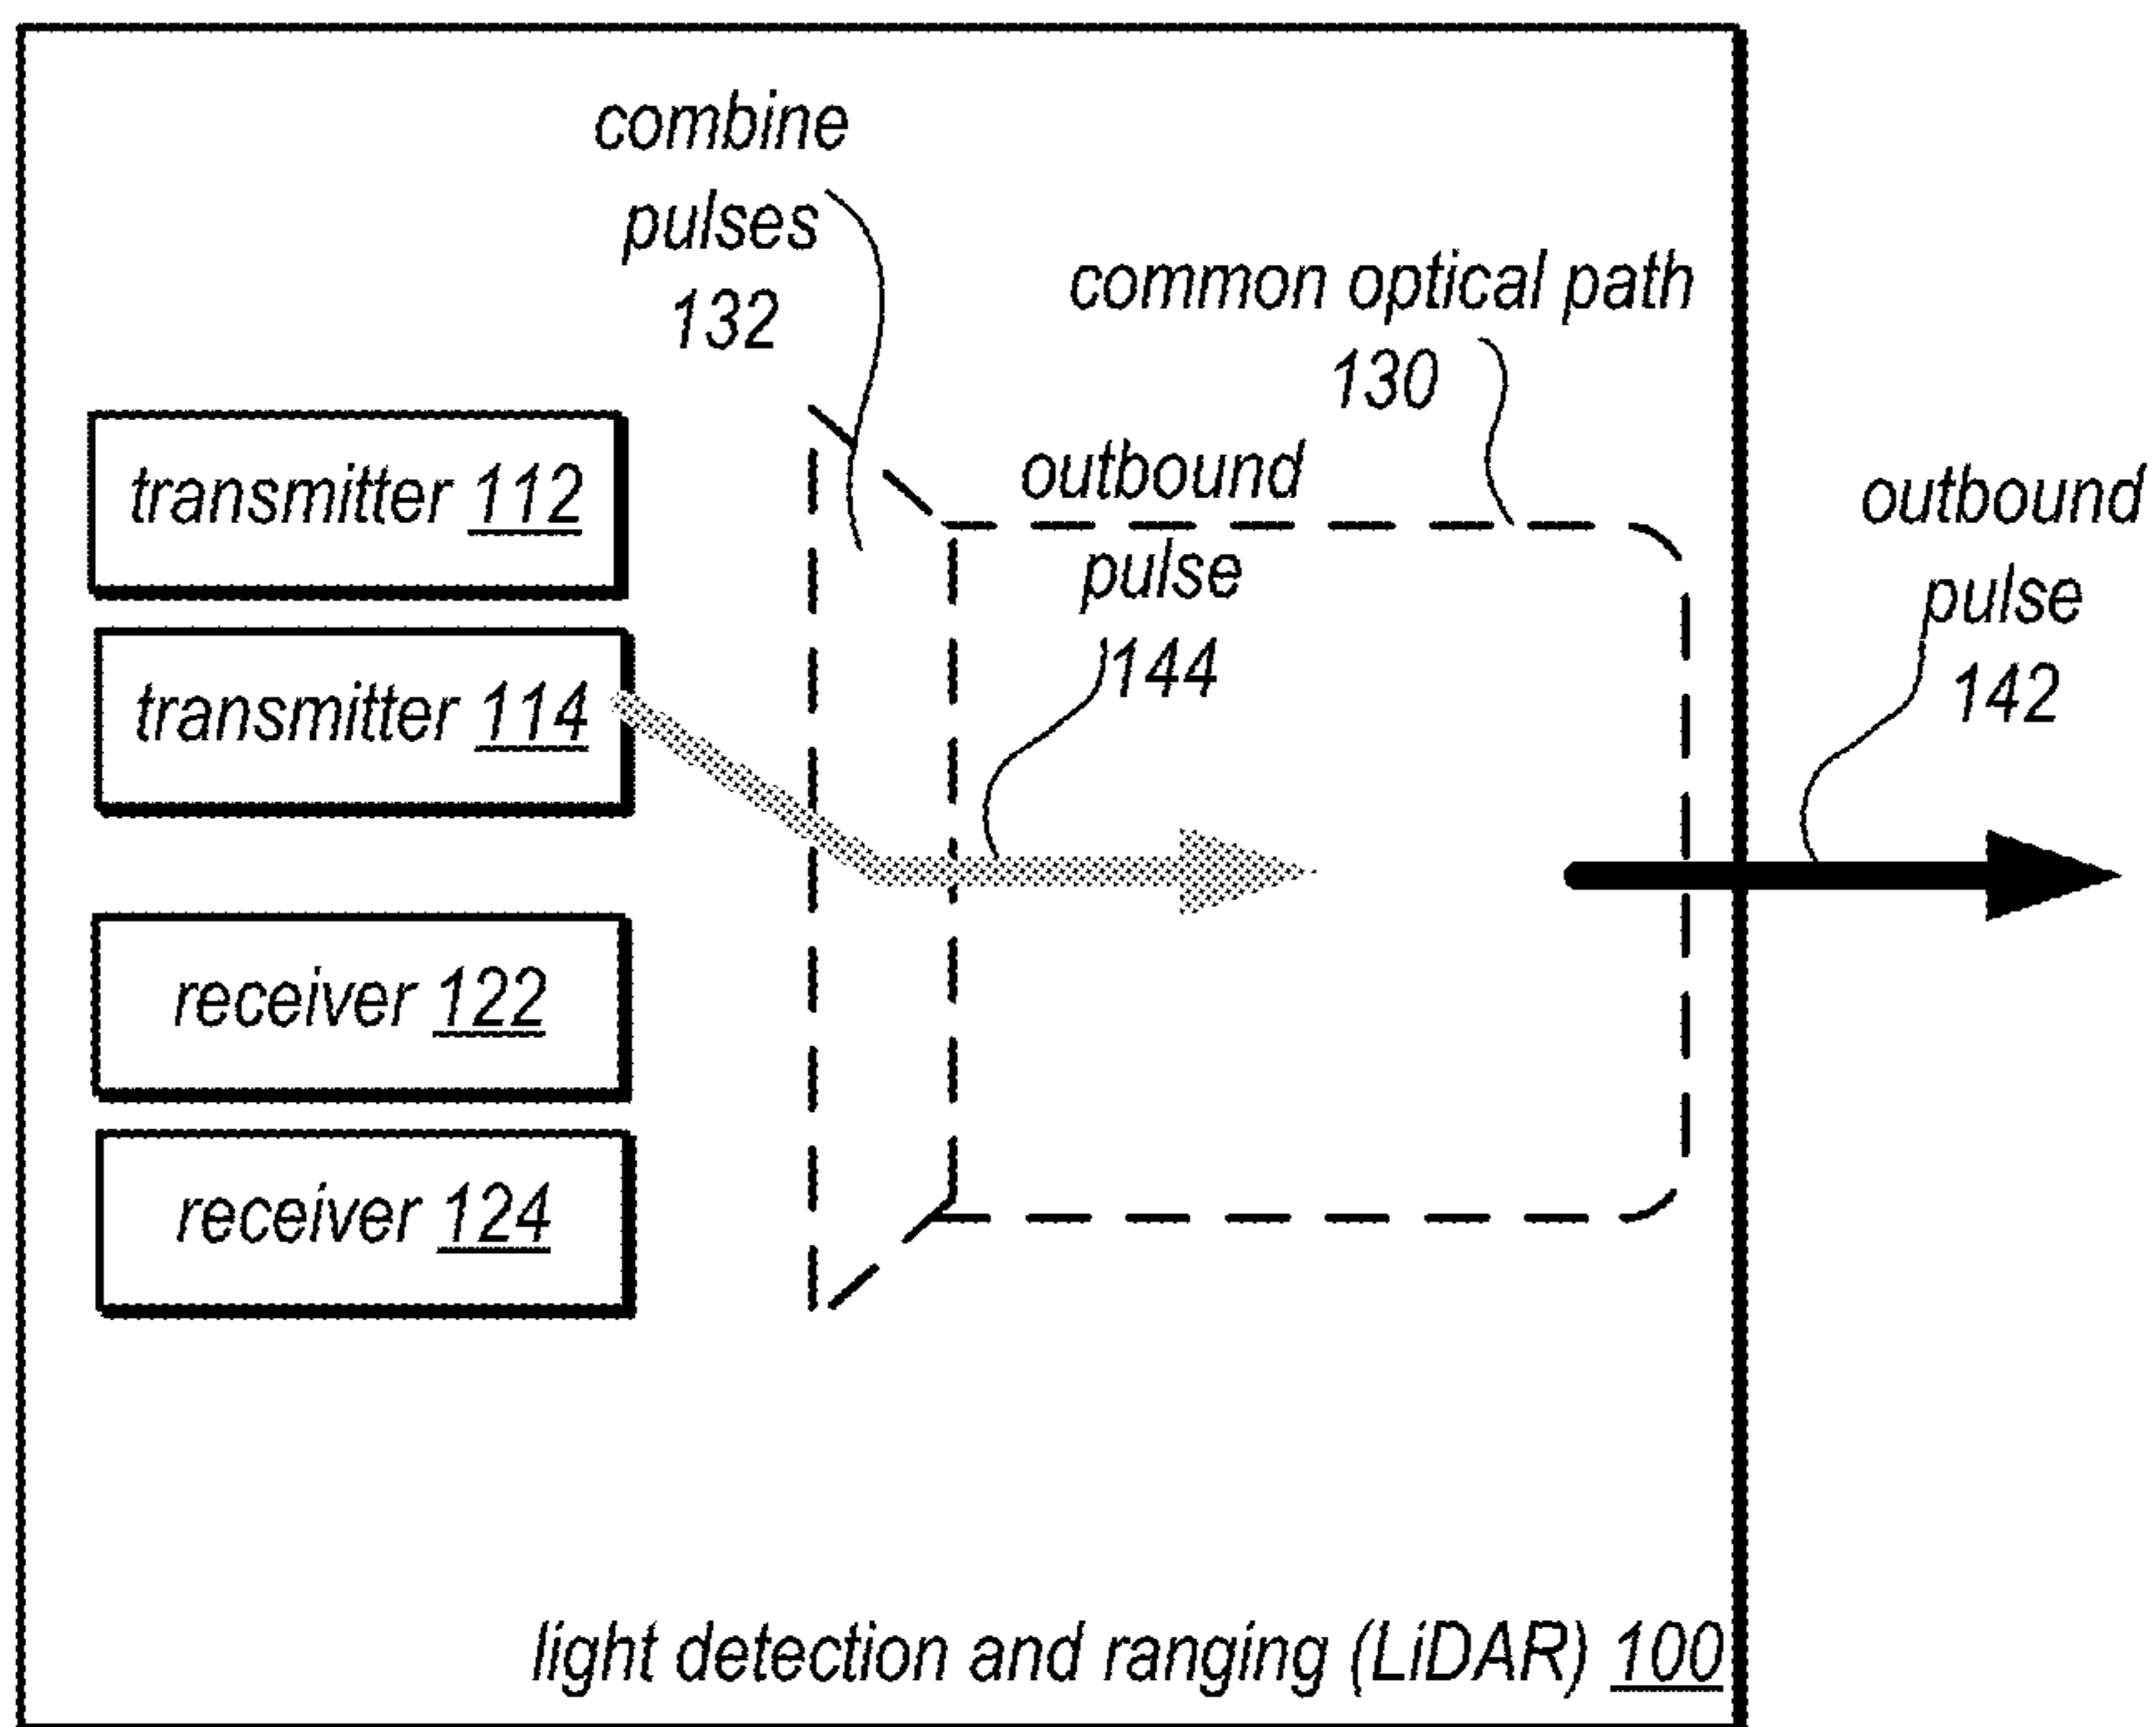 combine
pulses
132
common optical path
130
transmitter 112
outbound
pulse
144
outbound
pulse
142
transmitter 114
receiver 122
receiver 124
light detection and ranging (LiDAR) 100